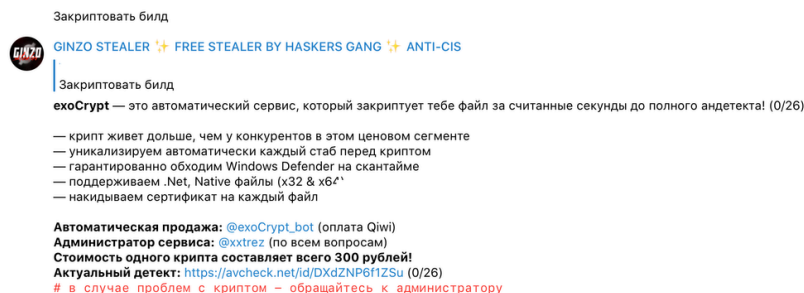 Закриптовать билд
GINZO
GINZO STEALER ✨ FREE STEALER BY HASKERS GANG ✨ ANTI-CIS
Закриптовать билд
exoCrypt — это автоматический сервис, который закриптует тебе файл за считанные секунды до полного андетекта! (0/26)
— крипт живет дольше, чем у конкурентов в этом ценовом сегменте
— уникализируем автоматически каждый стаб перед криптом
— гарантированно обходим Windows Defender на скантайме
— поддерживаем .Net, Native файлы (x32 &
— накидываем сертификат на каждый файл
Автоматическая продажа: @exoCrypt_bot (оплата Qiwi)
Администратор сервиса: @xxtrez (по всем вопросам)
Стоимость одного крипта составляет всего 300 рублей!
Актуальный детект: https://avcheck.net/id/DXdZNP6f1ZSu (0/26)
# в случае проблем с криптом – обращайтесь к администратору